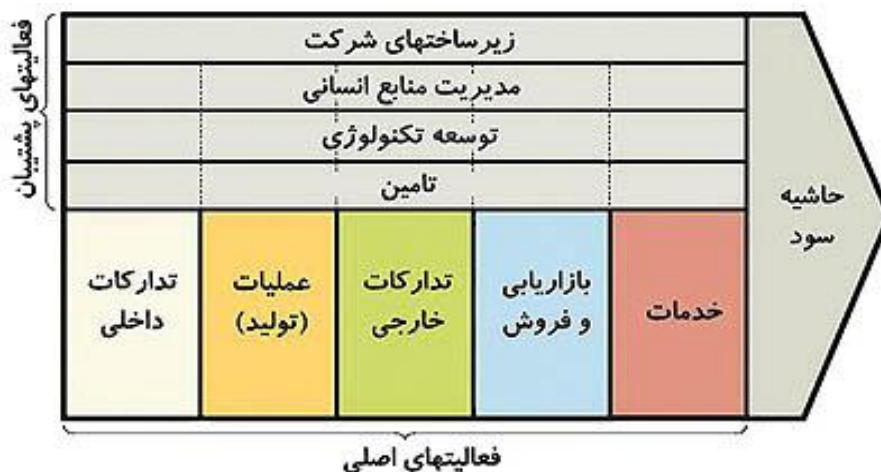 فعالیتهای پشتیبان
زیرساختهای شرکت
مدیریت منابع انسانی
توسعه تکنولوژی
تامین
تدارکات
داخلی
عملیات
(تولید)
تدارکات
خارجی
بازاریابی
و فروش
خدمات
حاشیه
سود
فعالیتهای اصلی